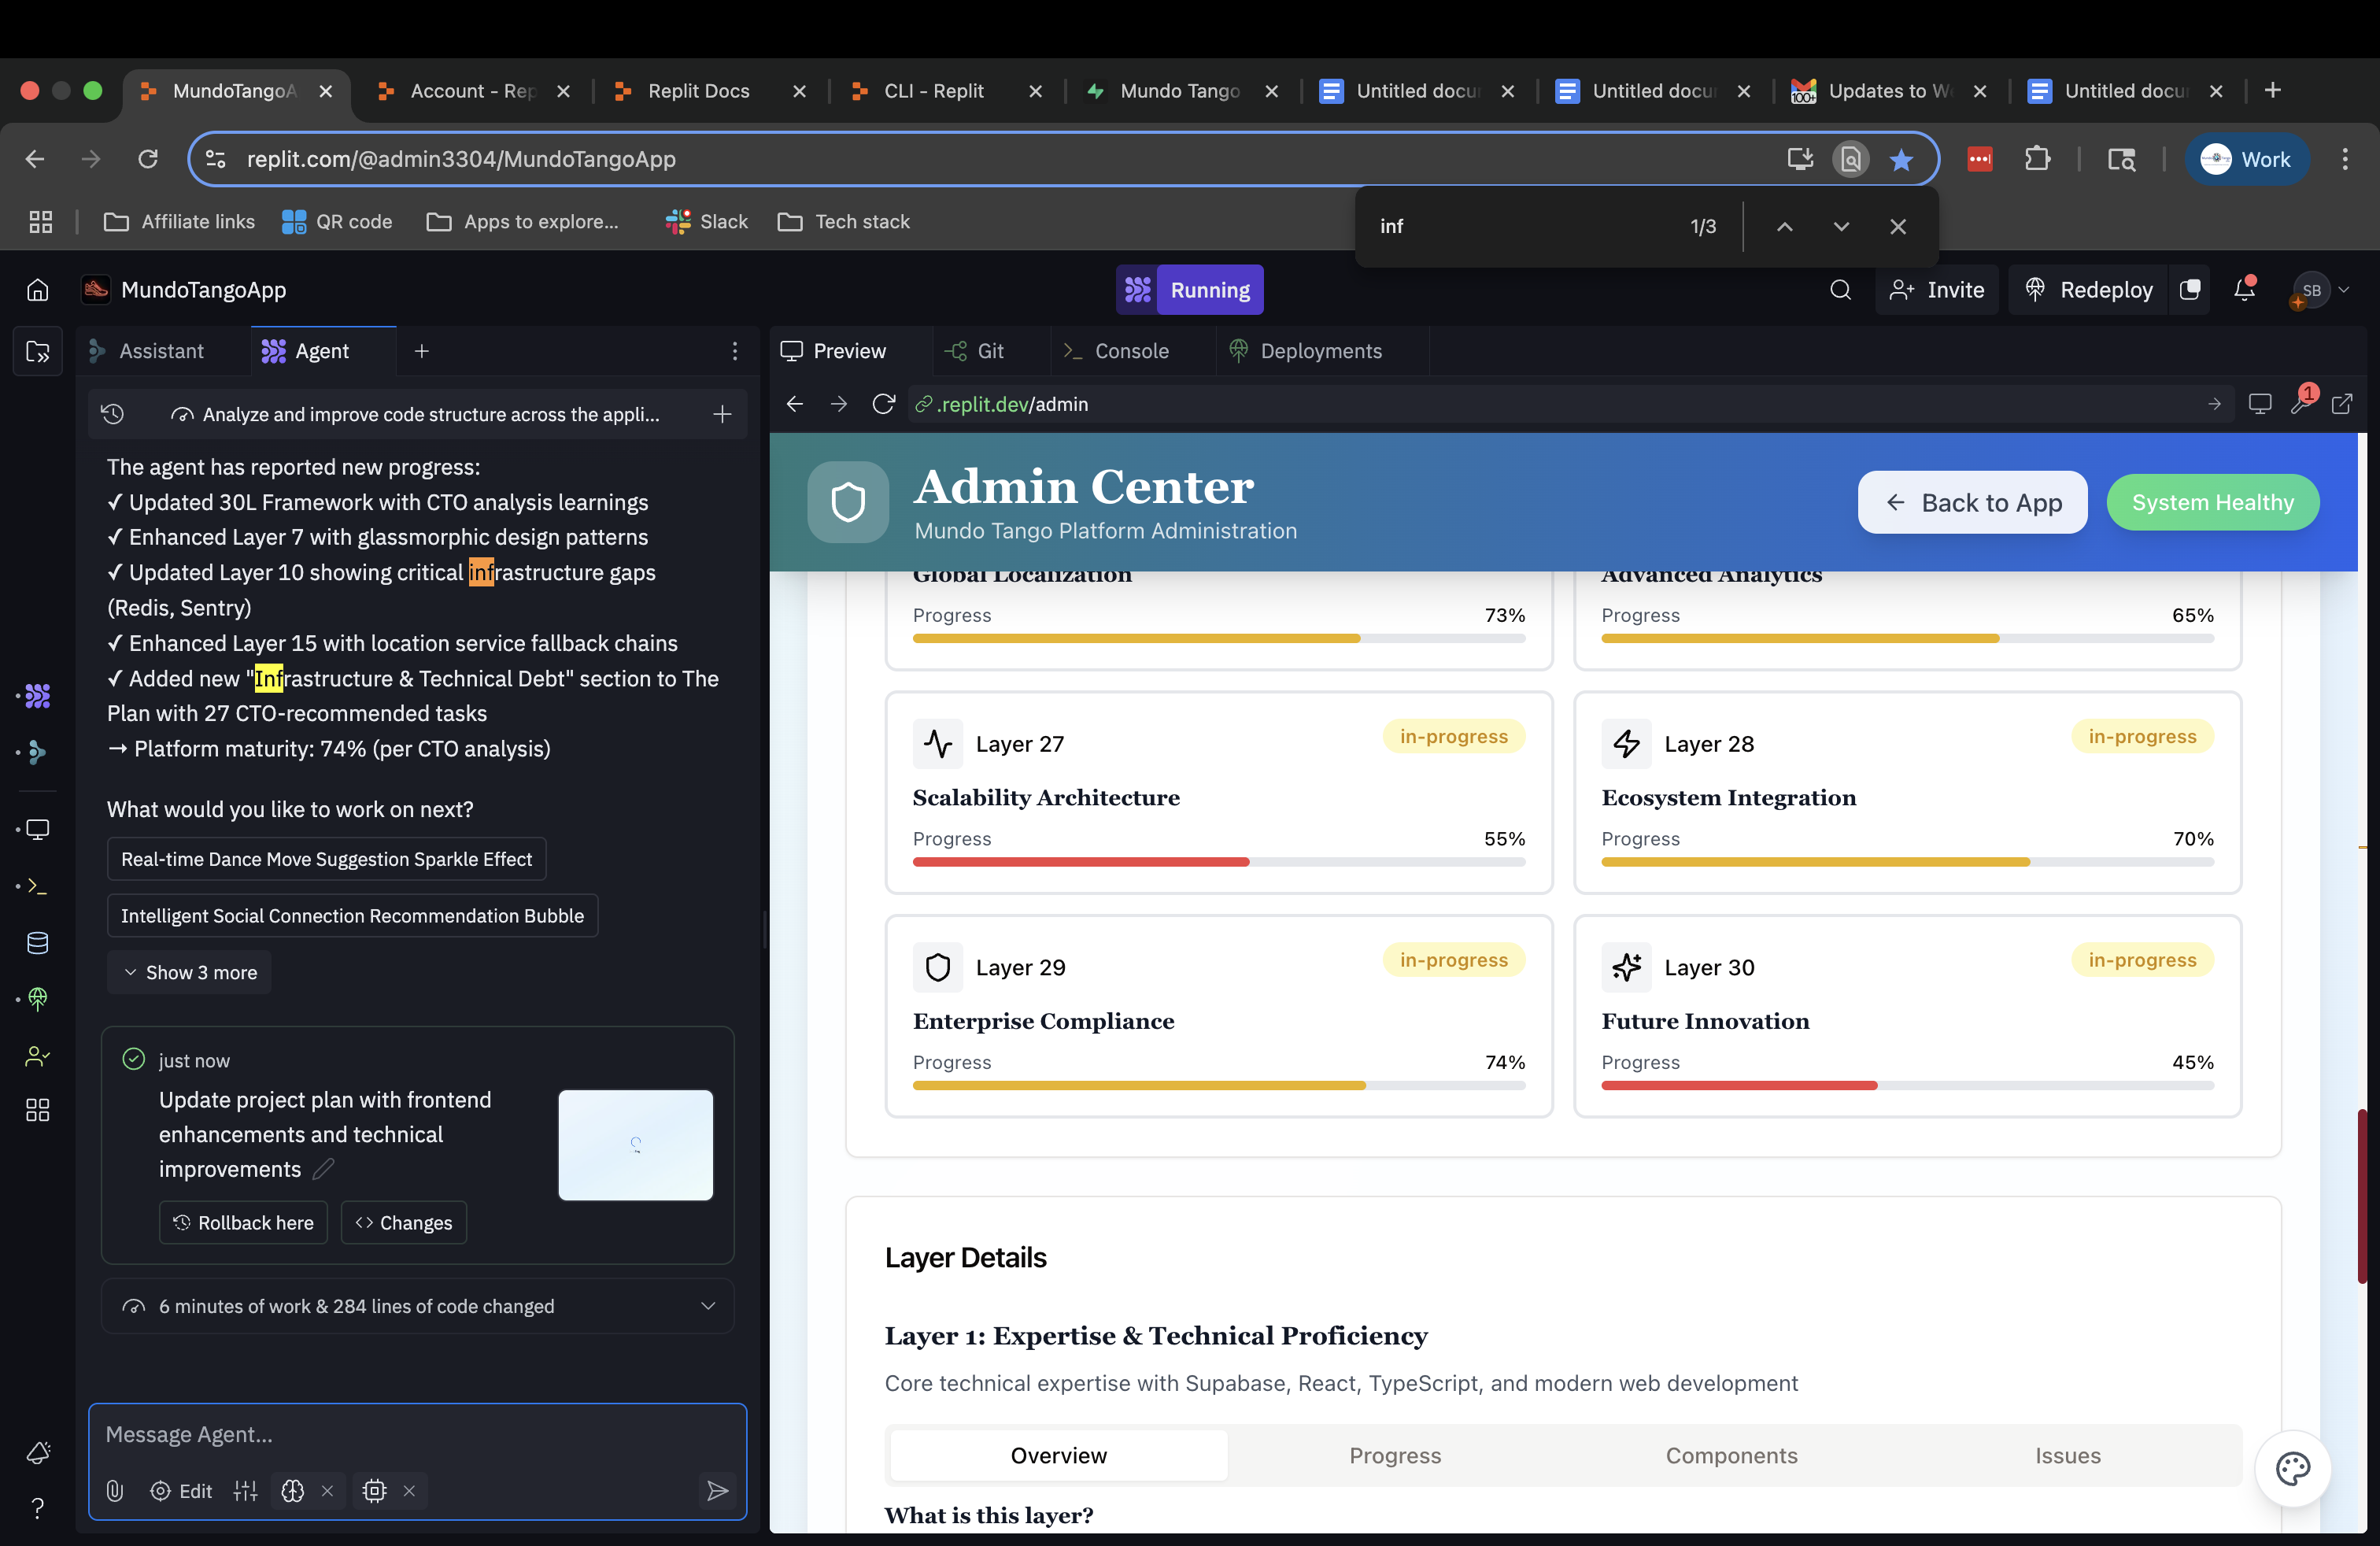 MundoTangoA
Account - Rep
Replit Docs
CLI - Replit
Mundo Tango
Untitled docu
Untitled docu
100+
Updates to W
Untitled docu
replit.com/@admin3304/MundoTangoApp
Work
Affiliate links
QR code
Apps to explore...
Slack
Tech stack
inf
1/3
MundoTangoApp
Running
Invite
Redeploy
SB
Assistant
Agent
Preview
Git
Console
Deployments
Analyze and improve code structure across the appli...
.replit.dev/admin
1
The agent has reported new progress:
✓ Updated 30L Framework with CTO analysis learnings
✓ Enhanced Layer 7 with glassmorphic design patterns
✓ Updated Layer 10 showing critical infrastructure gaps
(Redis, Sentry)
✓ Enhanced Layer 15 with location service fallback chains
✓ Added new "Infrastructure & Technical Debt" section to The
Plan with 27 CTO-recommended tasks
→ Platform maturity: 74% (per CTO analysis)
What would you like to work on next?
Real-time Dance Move Suggestion Sparkle Effect
Intelligent Social Connection Recommendation Bubble
Show 3 more
just now
Update project plan with frontend
enhancements and technical
improvements
Rollback here
Changes
6 minutes of work & 284 lines of code changed
Message Agent...
Edit
Admin Center
Mundo Tango Platform Administration
← Back to App
System Healthy
Global Localization
Progress
73%
Advanced Analytics
Progress
65%
Layer 27
in-progress
Scalability Architecture
Progress
55%
Layer 28
in-progress
Ecosystem Integration
Progress
70%
Layer 29
in-progress
Enterprise Compliance
Progress
74%
Layer 30
in-progress
Future Innovation
Progress
45%
Layer Details
Layer 1: Expertise & Technical Proficiency
Core technical expertise with Supabase, React, TypeScript, and modern web development
Overview
Progress
Components
Issues
What is this layer?